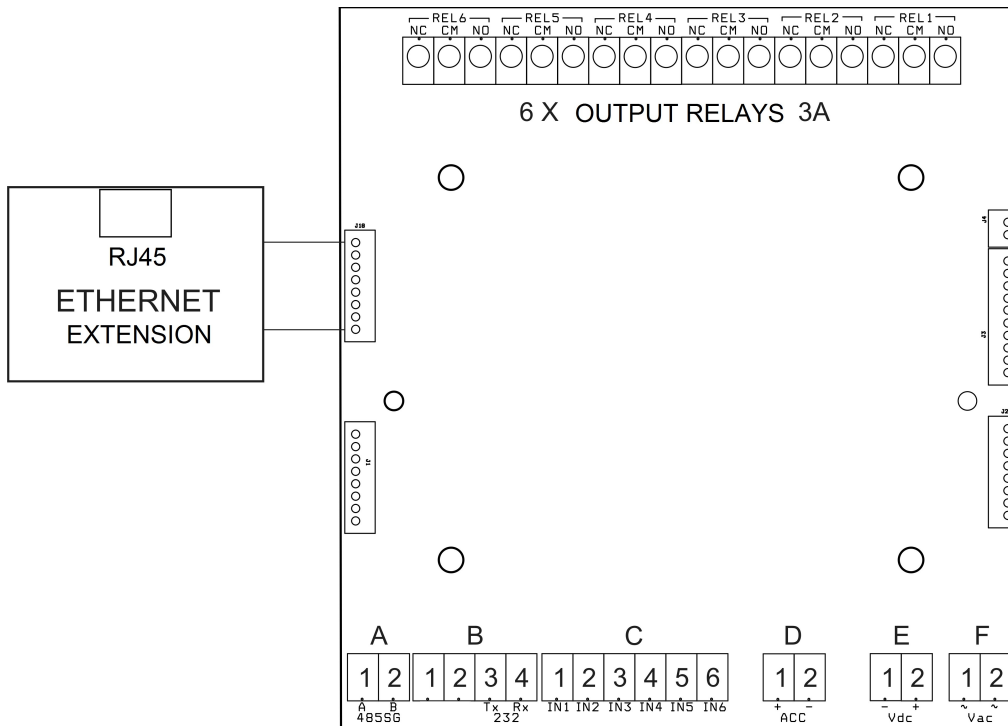 REL6 REL5 REL4 REL3 REL2 REL1
NC CM NO NC CM NO NC CM NO NC CM NO NC CM NO NC CM NO
6 X OUTPUT RELAYS 3A
RJ45
ETHERNET
EXTENSION
J18
J4
J3
J2
J1
A B C D E F
1 2 1 2 3 4 1 2 3 4 5 6 1 2 1 2 1 2
A B Tx Rx IN1 IN2 IN3 IN4 IN5 IN6 + - - + ~ ~
485SG 232 ACC Vdc Vac